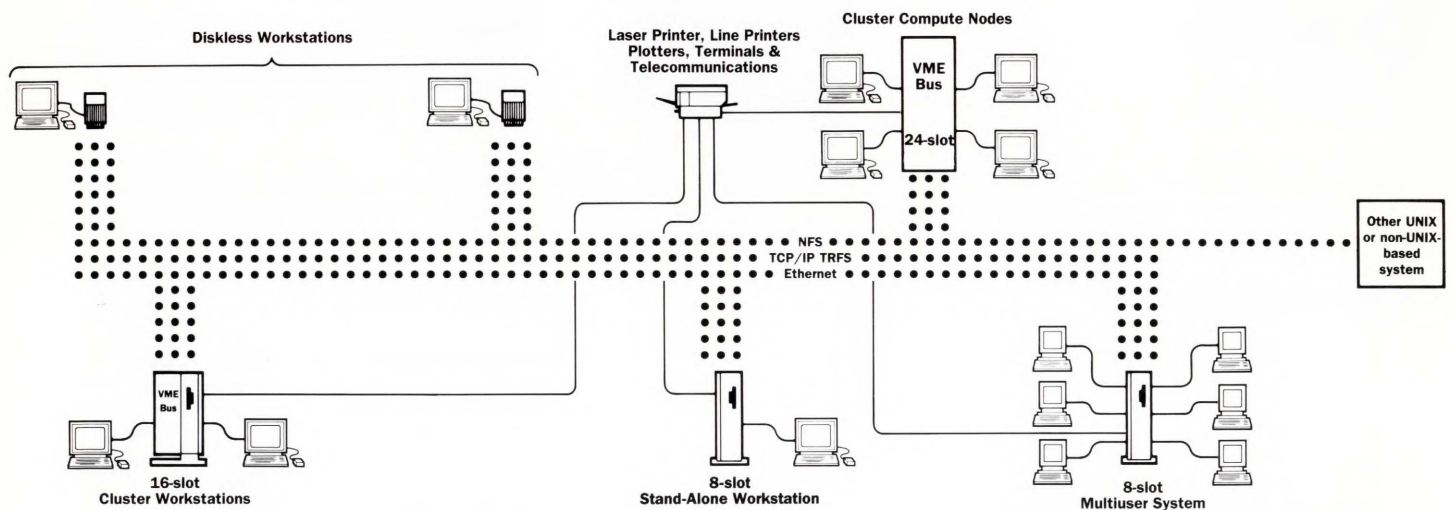 Cluster Compute Nodes
Diskless Workstations
Laser Printer, Line Printers
Plotters, Terminals &
Telecommunications
VME
Bus
24-slot
Other UNIX
or non-UNIX-
based
system
NFS
TCP/IP TRFS
Ethernet
VME
Bus
16-slot
Cluster Workstations
8-slot
Stand-Alone Workstation
8-slot
Multiuser System